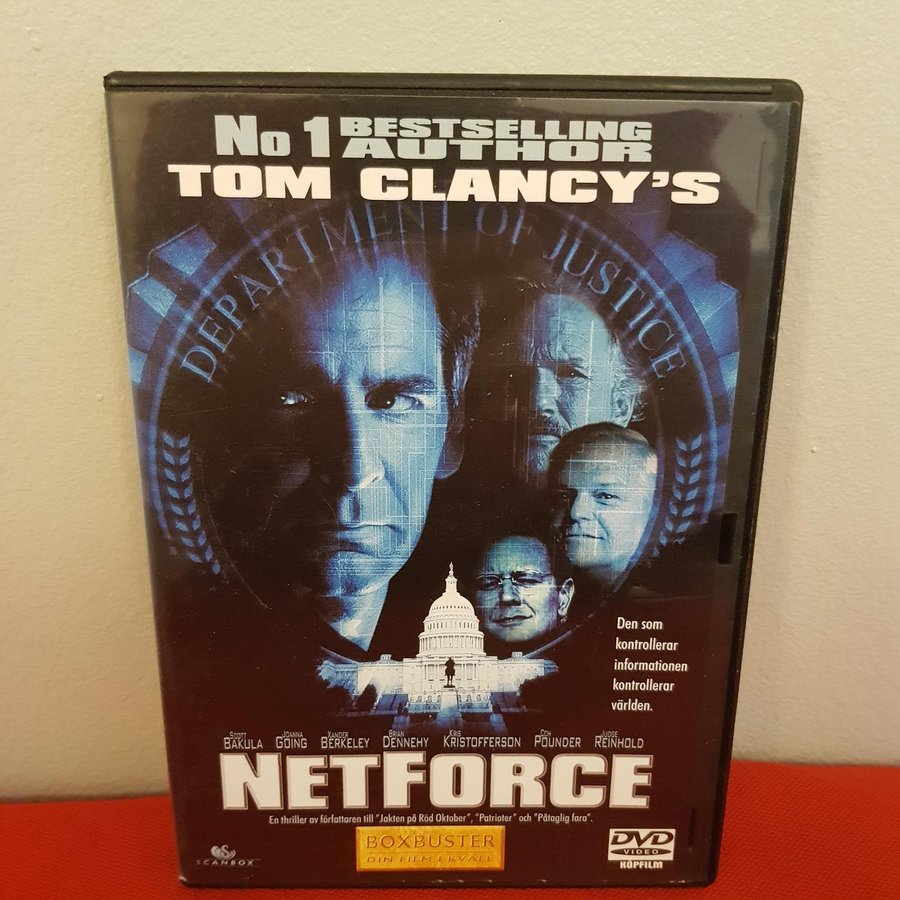 No 1 BESTSELLING AUTHOR
TOM CLANCY'S
DEPARTMENT OF JUSTICE
Den som
kontrollerar
informationen
kontrollerar
världen.
SCOTT BAKULA JOANNA GOING XANDER BERKELEY BRIAN DENNEHY KRIS KRISTOFFERSON CCH POUNDER JUDGE REINHOLD
NETFORCE
En thriller av författaren till "Jakten på Röd Oktober", "Patrioter" och "Påtaglig fara".
BOXBUSTER
DIN FILM I KVÄLL
SCANBOX
DVD
VIDEO
KÖPFILM